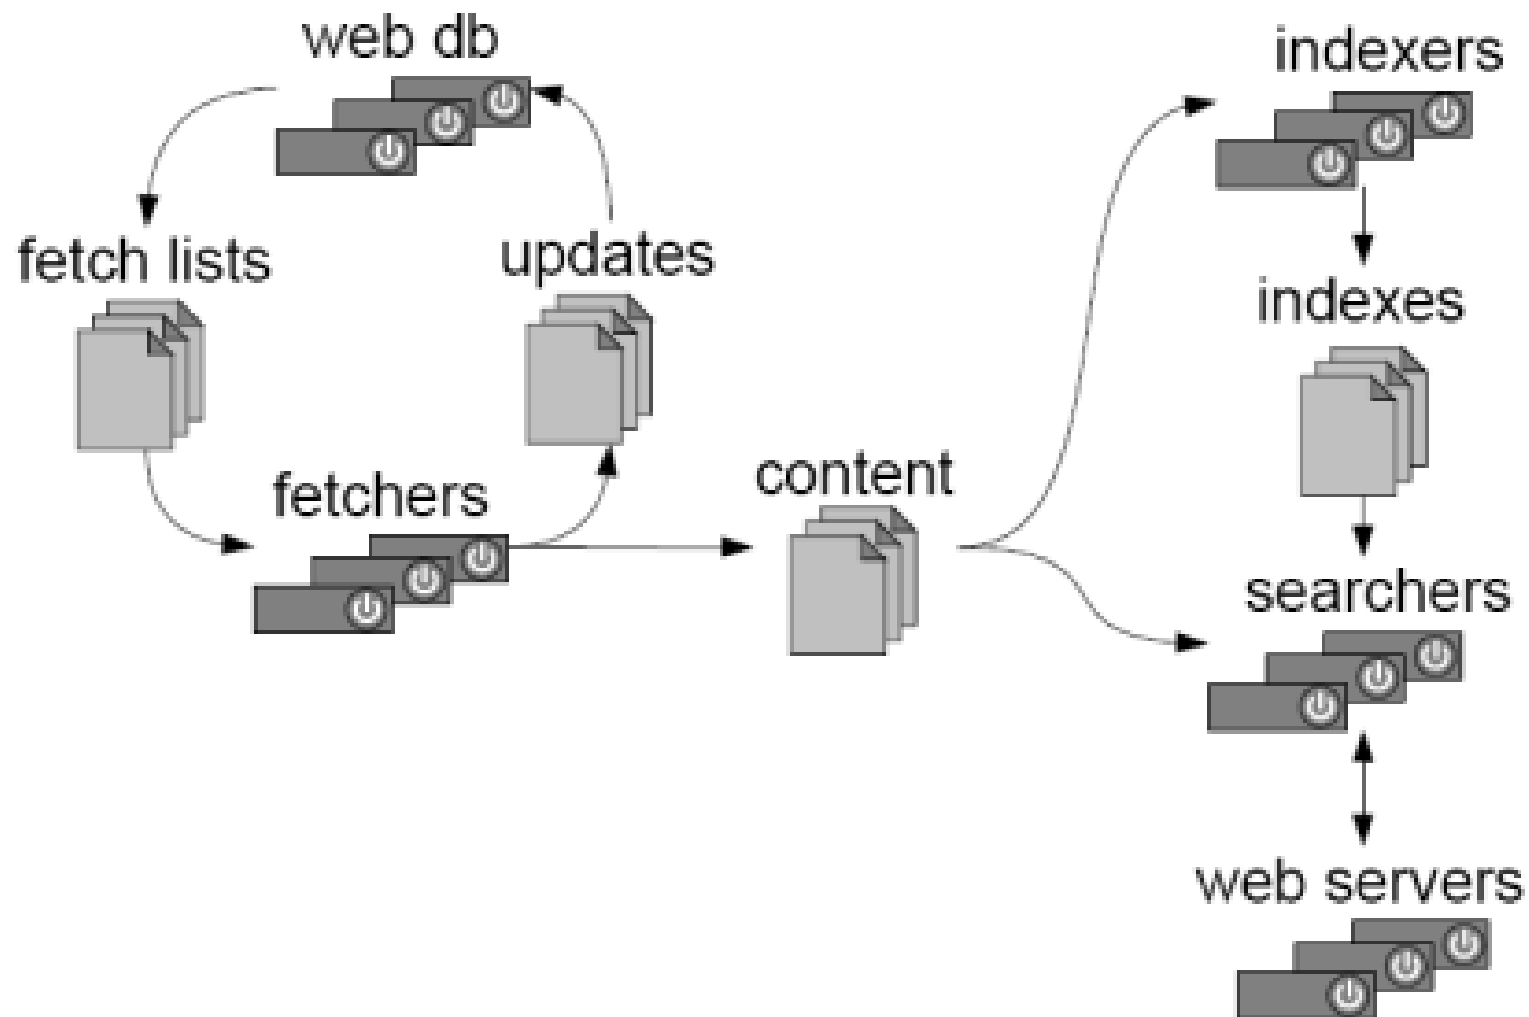 web db
indexers
fetch lists
updates
indexes
fetchers
content
searchers
web servers